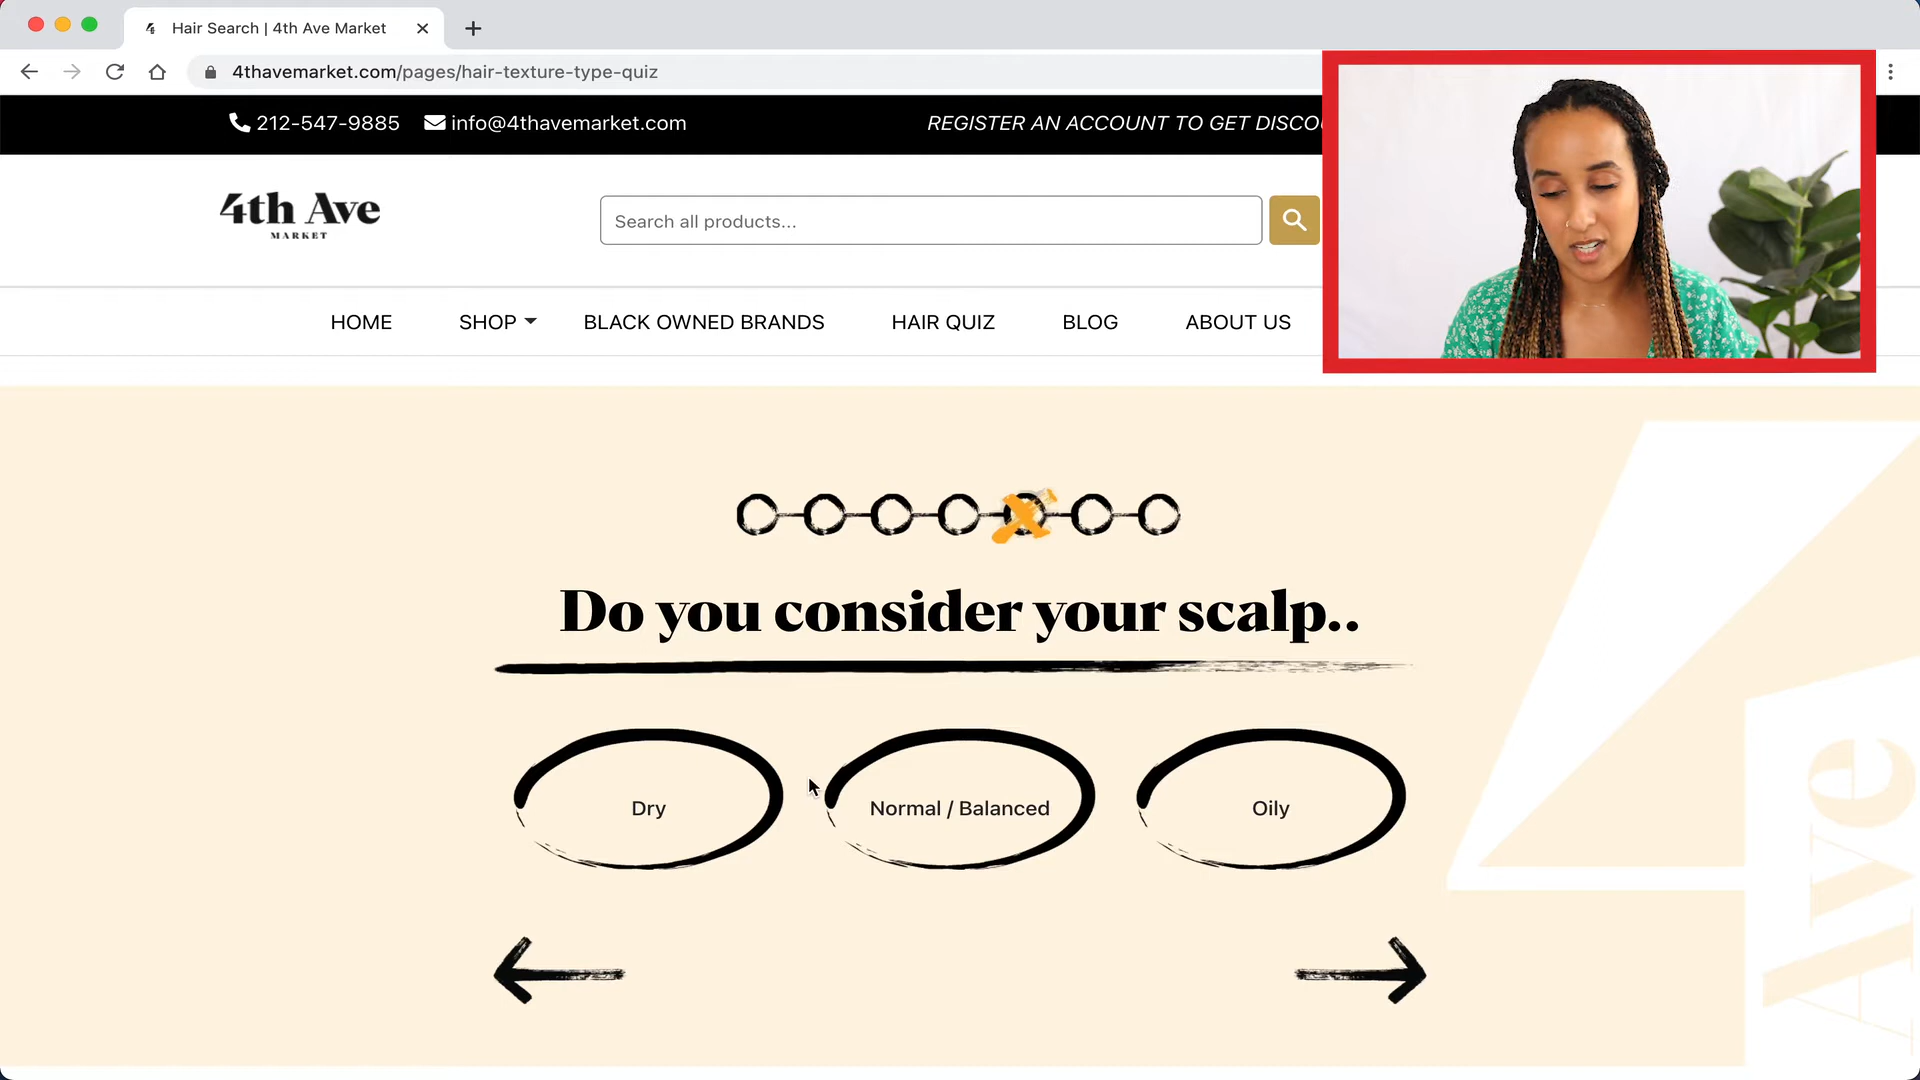 Hair Search | 4th Ave Market
4thavemarket.com/pages/hair-texture-type-quiz
212-547-9885 info@4thavemarket.com REGISTER AN ACCOUNT TO GET
4th Ave
MARKET
Search all products...
HOME SHOP BLACK OWNED BRANDS HAIR QUIZ BLOG ABOUT US
Do you consider your scalp..
Dry Normal / Balanced Oily
4
Ave